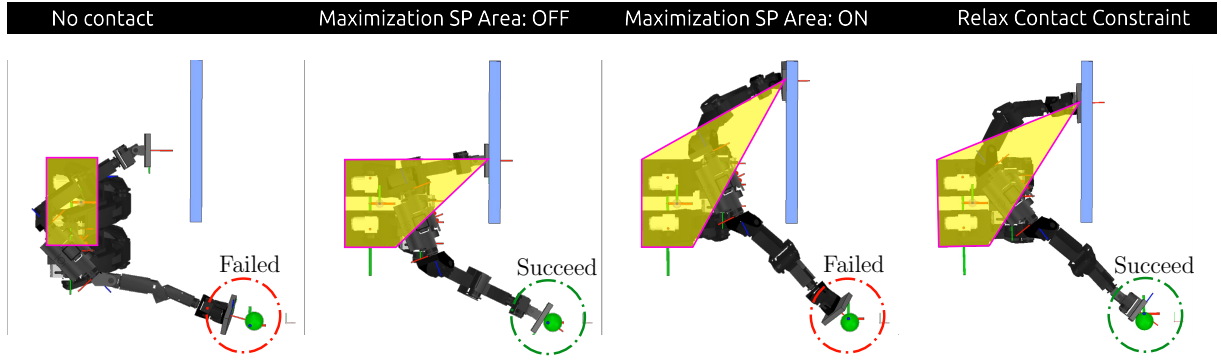 No contact
Maximization SP Area: OFF
Maximization SP Area: ON
Relax Contact Constraint
Failed
Succeed
Failed
Succeed